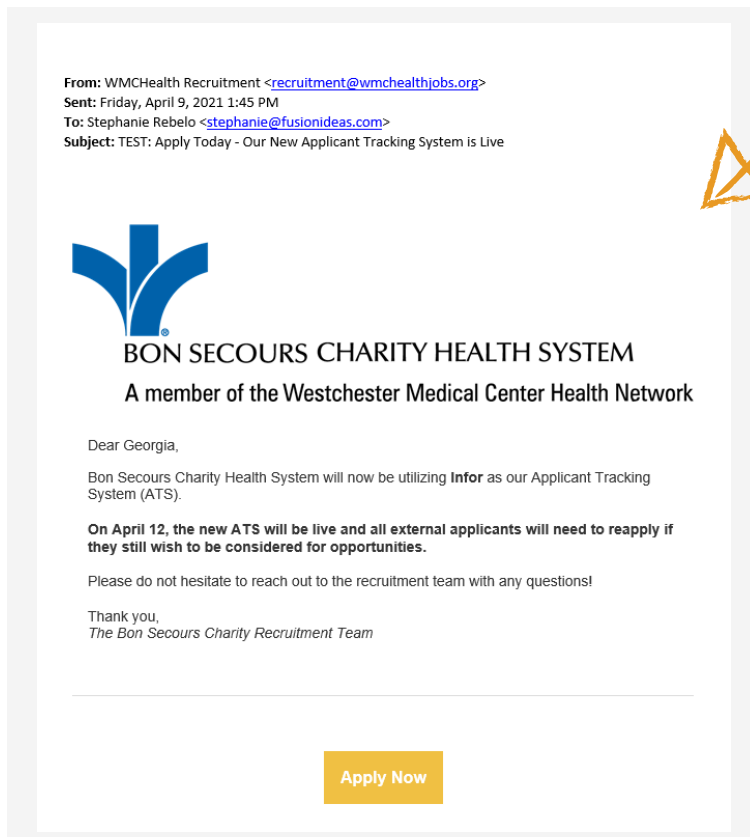 From: WMCHealth Recruitment <recruitment@wmchealthjobs.org>
Sent: Friday, April 9, 2021 1:45 PM
To: Stephanie Rebelo <stephanie@fusionideas.com>
Subject: TEST: Apply Today - Our New Applicant Tracking System is Live
®
BON SECOURS CHARITY HEALTH SYSTEM
A member of the Westchester Medical Center Health Network
Dear Georgia,
Bon Secours Charity Health System will now be utilizing Infor as our Applicant Tracking
System (ATS).
On April 12, the new ATS will be live and all external applicants will need to reapply if
they still wish to be considered for opportunities.
Please do not hesitate to reach out to the recruitment team with any questions!
Thank you,
The Bon Secours Charity Recruitment Team
Apply Now